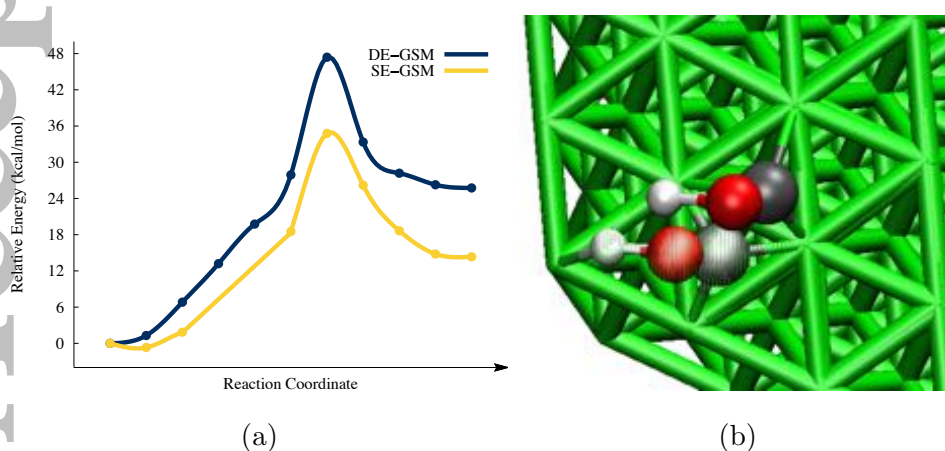 48
42
36
30
24
18
12
6
0
Relative Energy (kcal/mol)
DE–GSM
SE–GSM
Reaction Coordinate
(a)
(b)